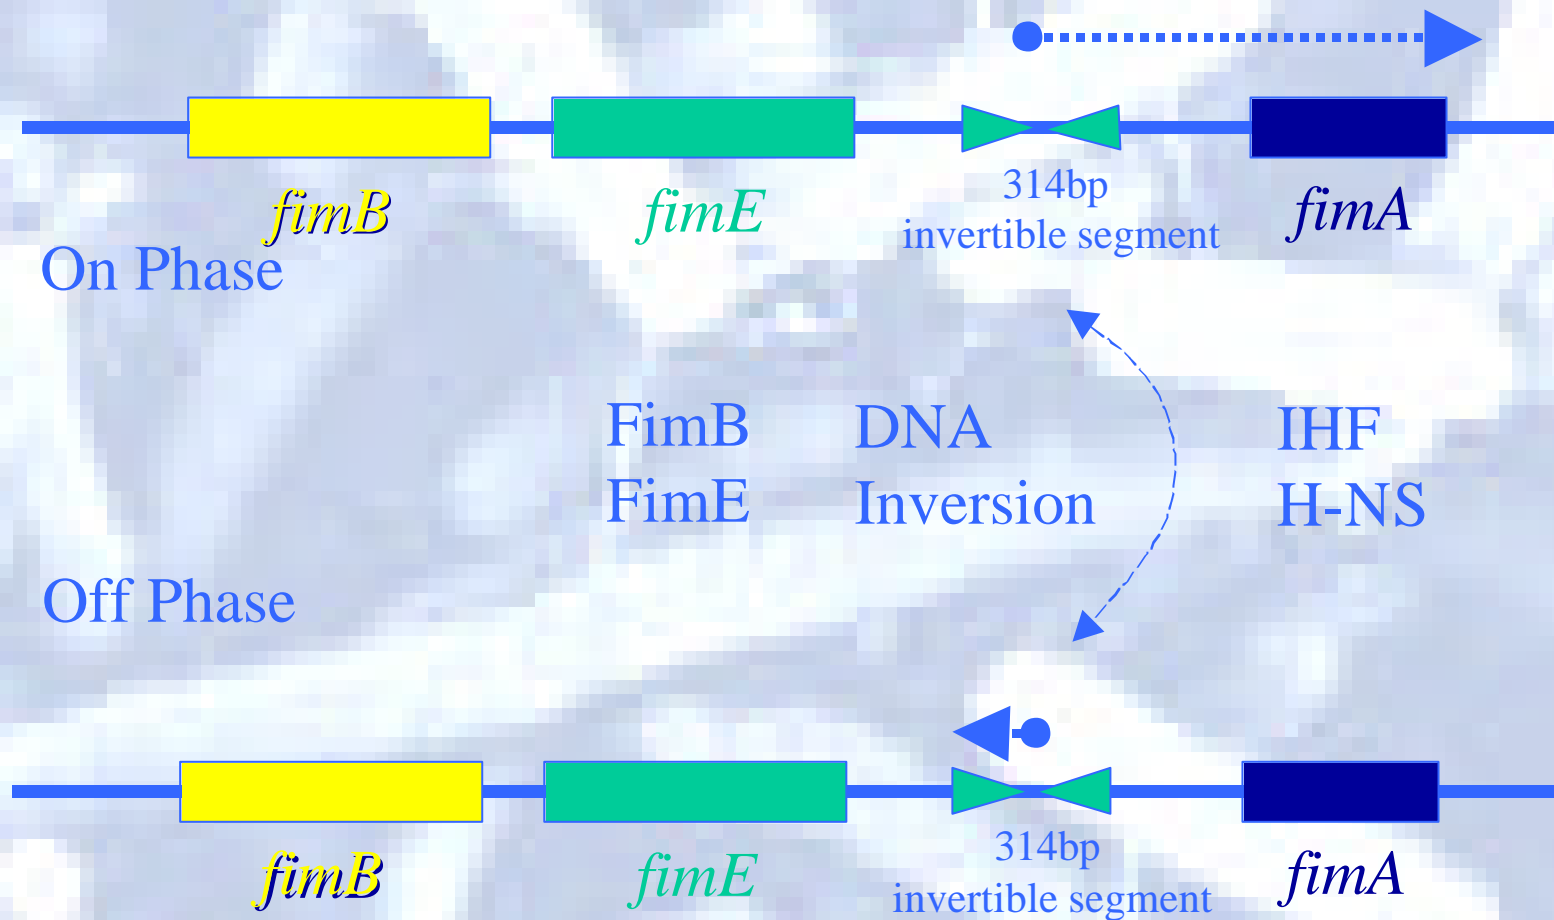 fimB
fimE
314bp
invertible segment
fimA
On Phase
FimB
FimE
DNA
Inversion
IHF
H-NS
Off Phase
fimB
fimE
314bp
invertible segment
fimA